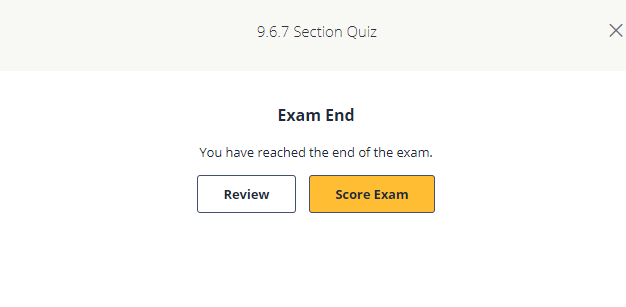 9.6.7 Section Quiz
Exam End
You have reached the end of the exam.
Review
Score Exam